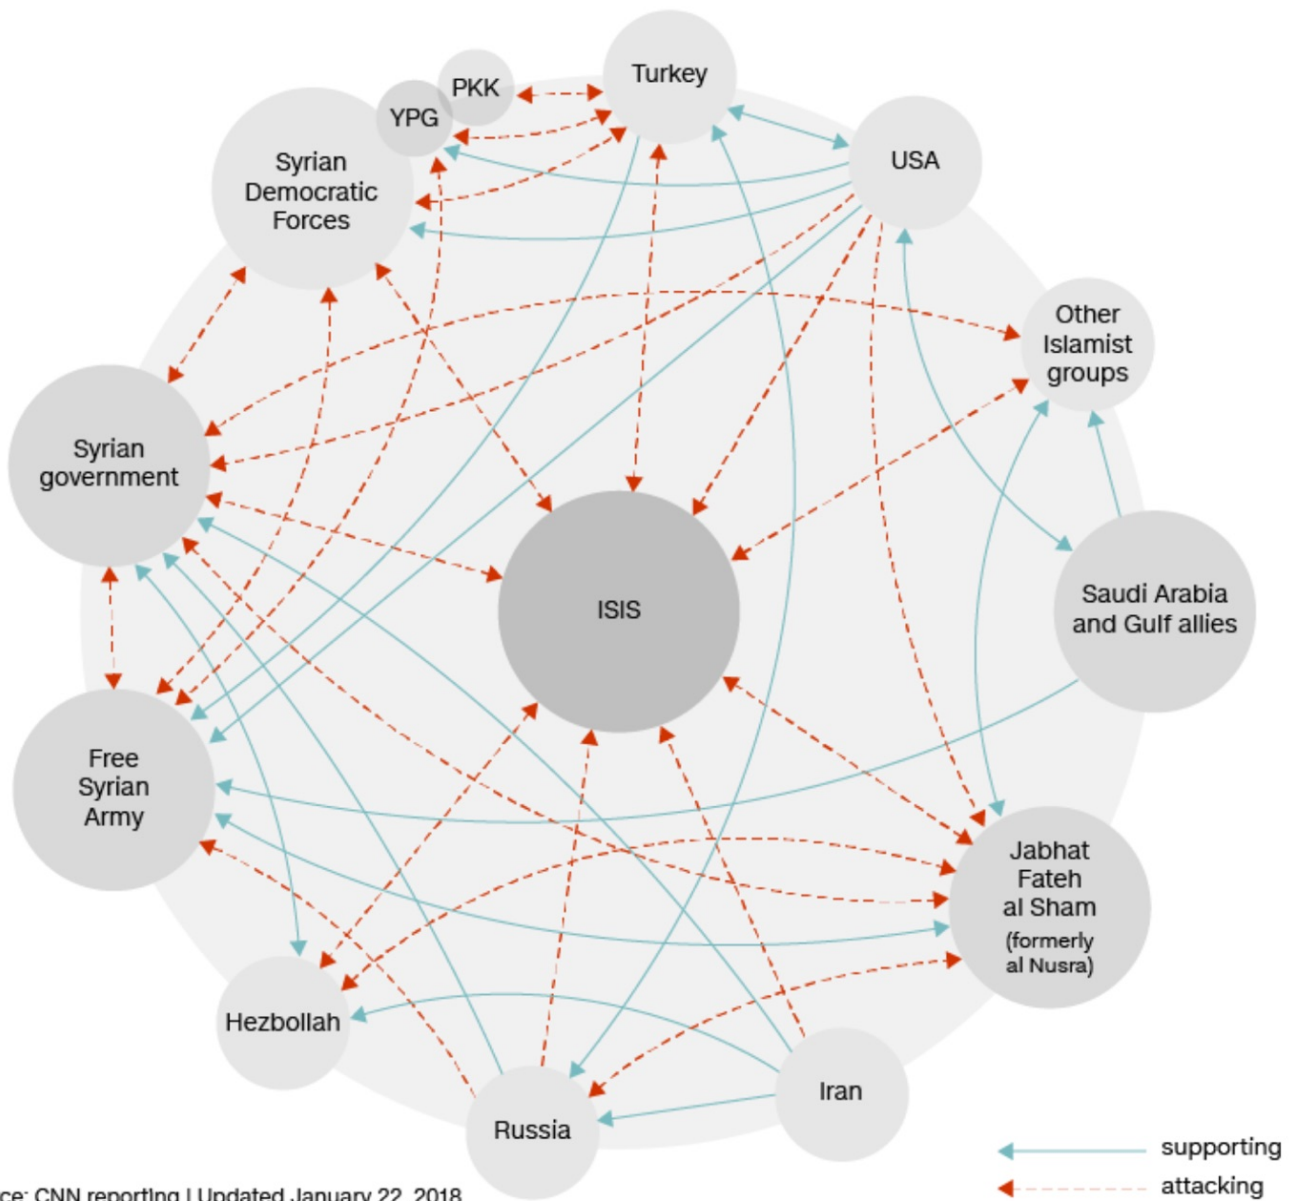 PKK
Turkey
YPG
USA
Syrian
Democratic
Forces
Other
Islamist
groups
Syrian
government
ISIS
Saudi Arabia
and Gulf allies
Free
Syrian
Army
Jabhat
Fateh
al Sham
(formerly
al Nusra)
Hezbollah
Iran
Russia
supporting
attacking
ce: CNN reporting | Updated January 22, 2018